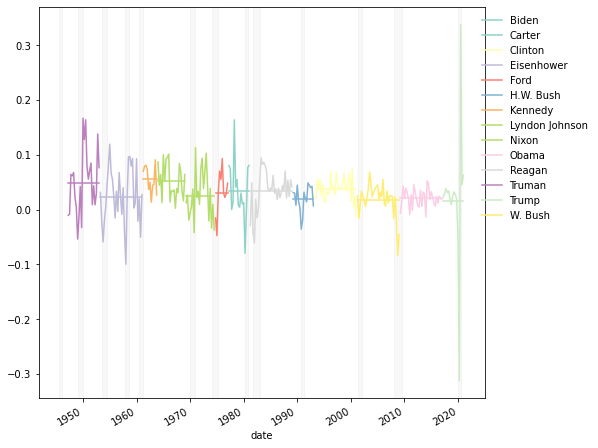 0.3
0.2
0.1
0.0
−0.1
−0.2
−0.3
1950
1960
1970
1980
1990
2000
2010
2020
date
Biden
Carter
Clinton
Eisenhower
Ford
H.W. Bush
Kennedy
Lyndon Johnson
Nixon
Obama
Reagan
Truman
Trump
W. Bush